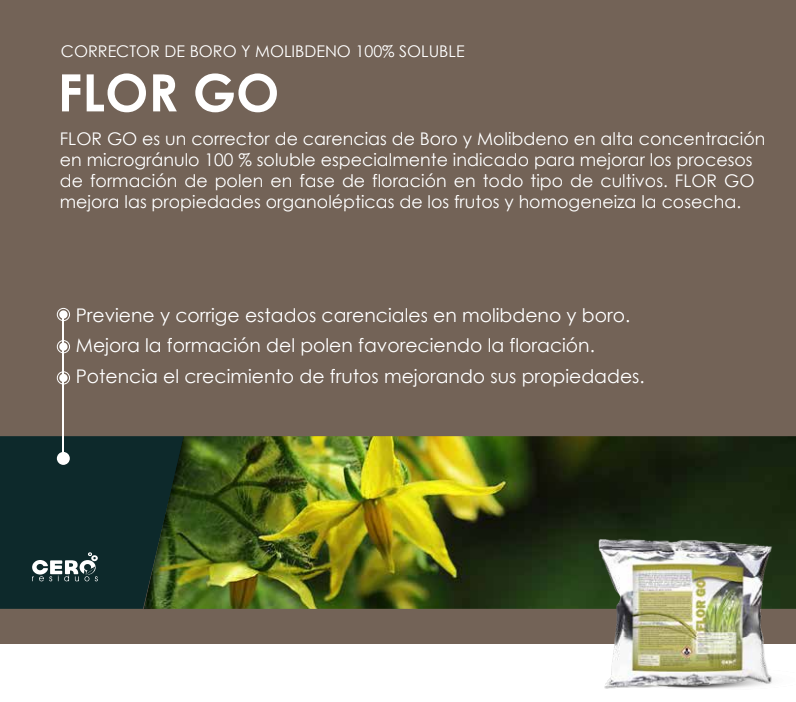 CORRECTOR DE BORO Y MOLIBDENO 100% SOLUBLE
FLOR GO
FLOR GO es un corrector de carencias de Boro y Molibdeno en alta concentración
en microgránulo 100 % soluble especialmente indicado para mejorar los procesos
de formación de polen en fase de floración en todo tipo de cultivos. FLOR GO
mejora las propiedades organolépticas de los frutos y homogeneiza la cosecha.
Previene y corrige estados carenciales en molibdeno y boro.
Mejora la formación del polen favoreciendo la floración.
Potencia el crecimiento de frutos mejorando sus propiedades.
CERO
residuos
FLOR GO